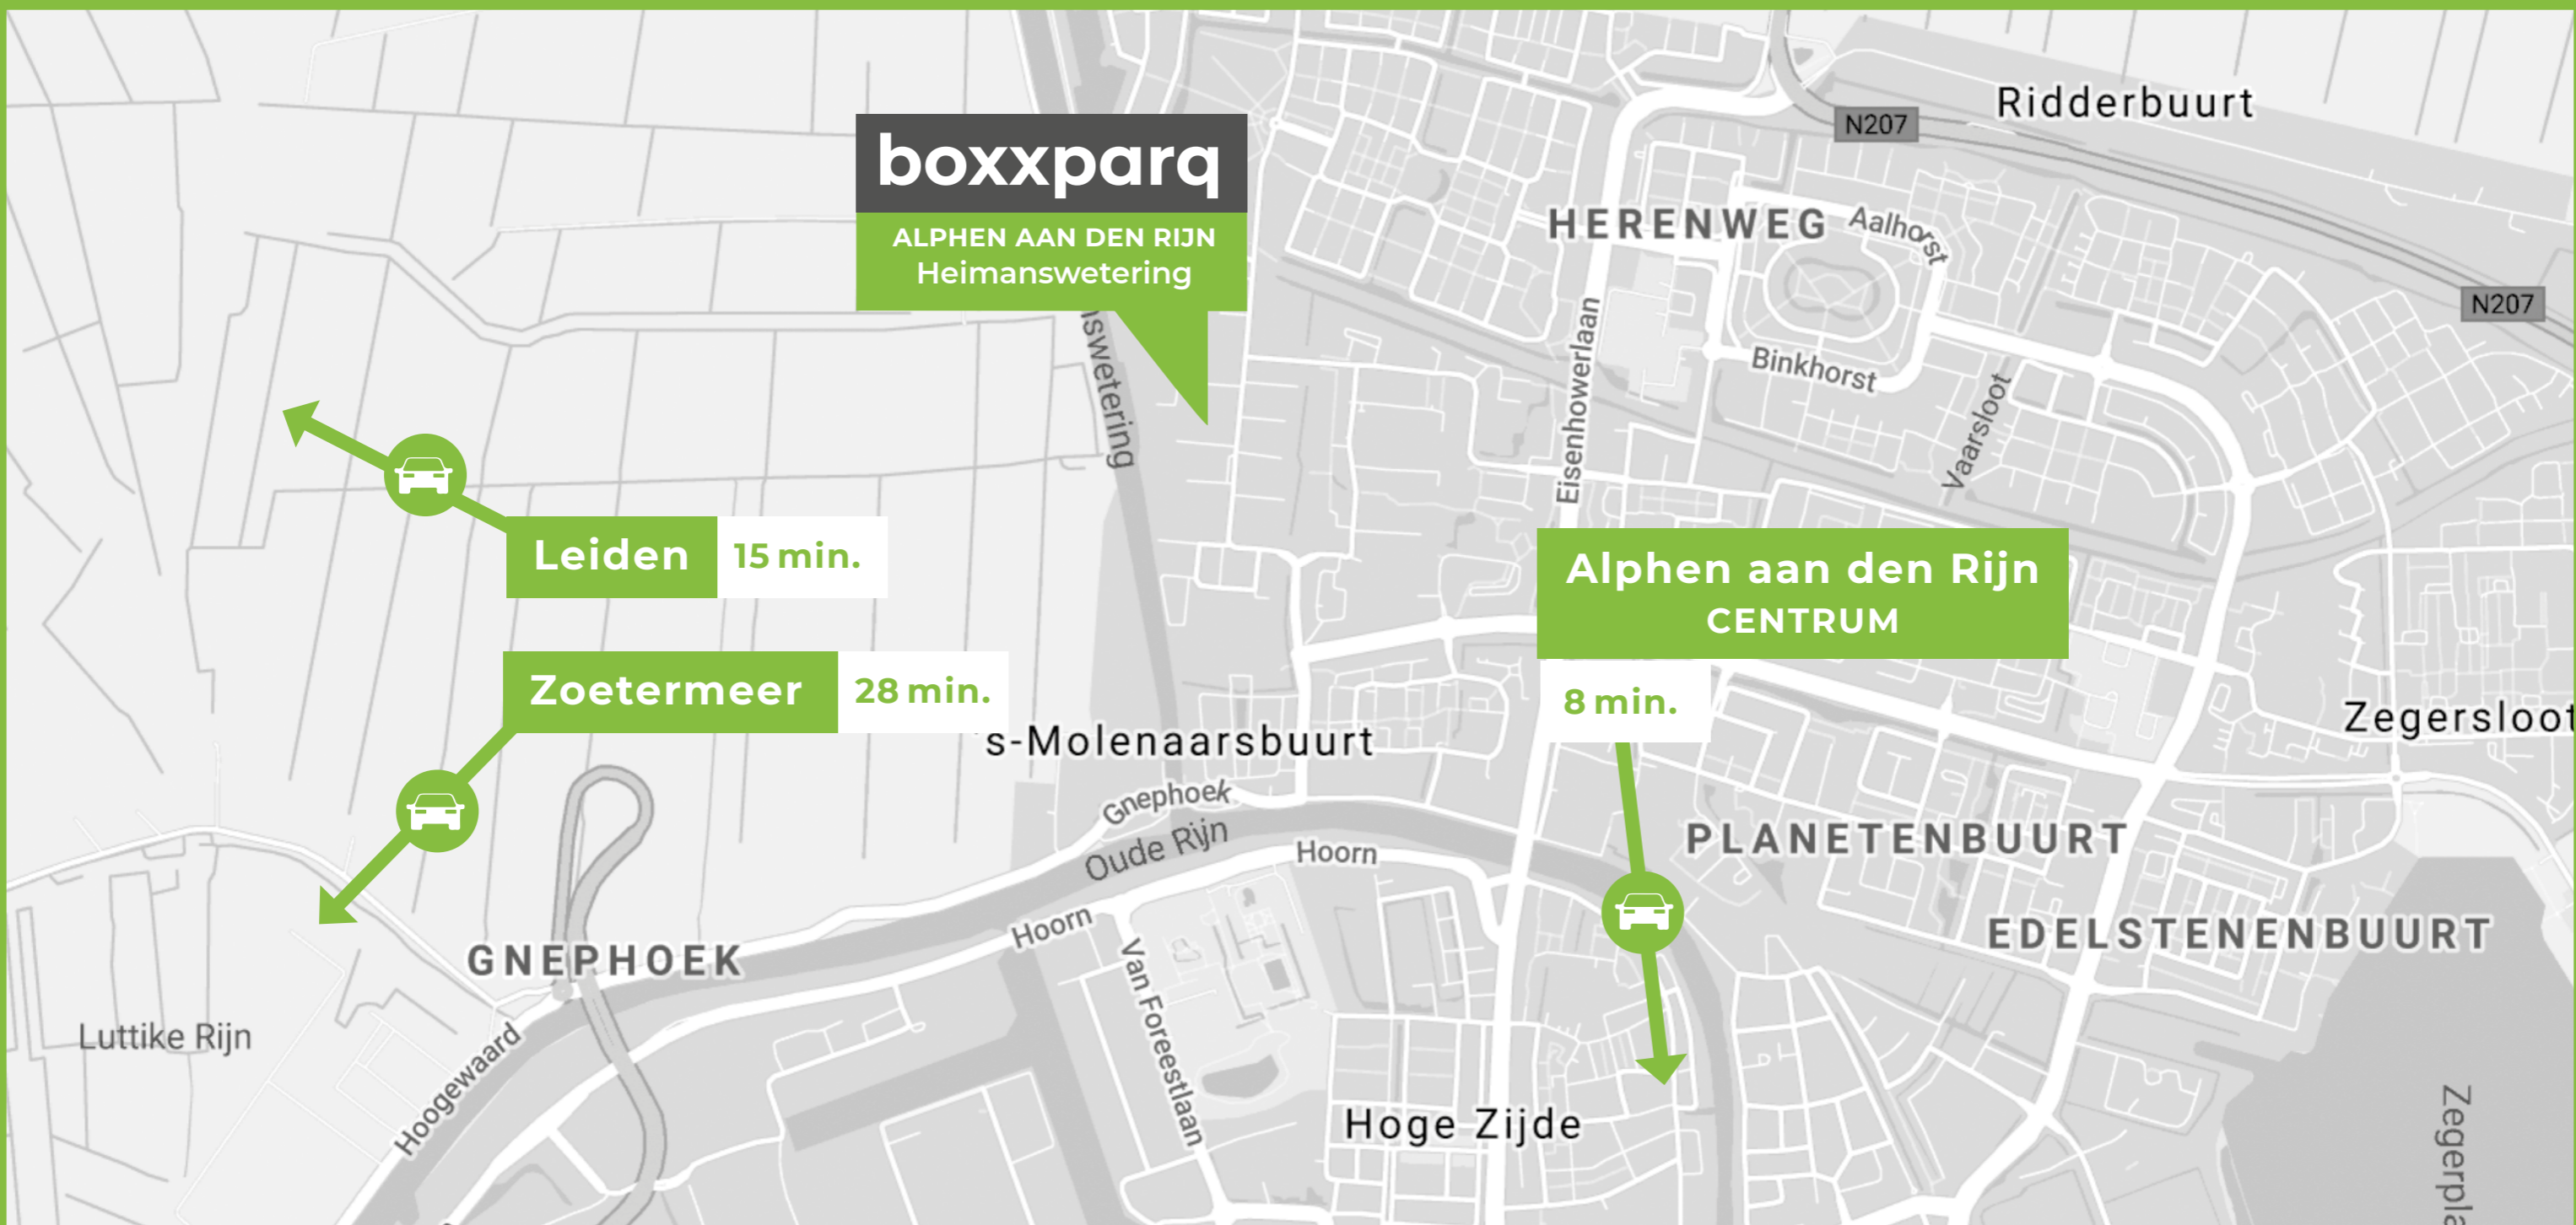 Ridderbuurt
N207
boxxparq
ALPHEN AAN DEN RIJN
Heimanswetering
HERENWEG
Aalhorst
N207
nswetering
Eisenhowerlaan
Binkhorst
Vaarsloot
Leiden 15 min.
Alphen aan den Rijn
CENTRUM
8 min.
Zoetermeer 28 min.
's-Molenaarsbuurt
Zegersloot
Gnephoek
Oude Rijn
Hoorn
PLANETENBUURT
Hoorn
EDELSTENENBUURT
GNEPHOEK
Van Foreestlaan
Luttike Rijn
Hoogewaard
Hoge Zijde
Zegerpla